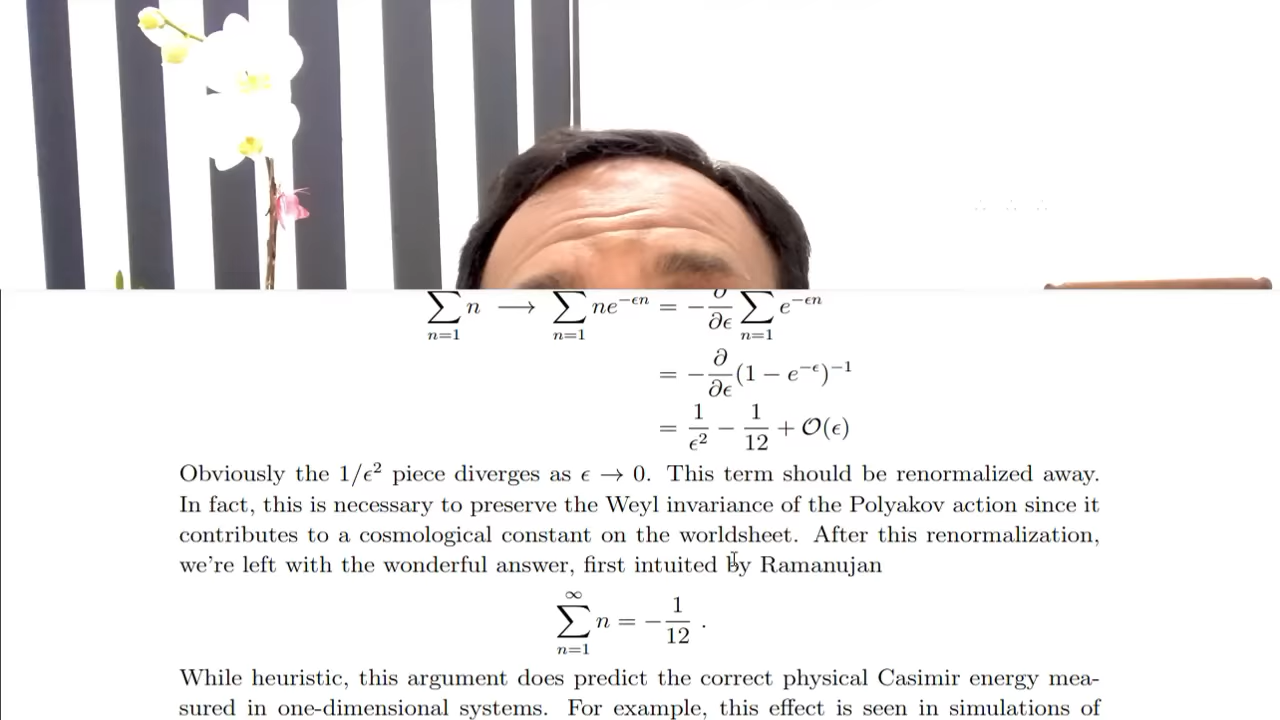 ∑_{n=1} n ⟶ ∑_{n=1} ne^{−ϵn} = −∂/∂ϵ ∑_{n=1} e^{−ϵn}
= −∂/∂ϵ (1 − e^{−ϵ})^{−1}
= 1/ϵ² − 1/12 + 𝒪(ϵ)
Obviously the 1/ϵ² piece diverges as ϵ → 0. This term should be renormalized away.
In fact, this is necessary to preserve the Weyl invariance of the Polyakov action since it
contributes to a cosmological constant on the worldsheet. After this renormalization,
we're left with the wonderful answer, first intuited by Ramanujan
∑_{n=1}^{∞} n = −1/12 .
While heuristic, this argument does predict the correct physical Casimir energy mea-
sured in one-dimensional systems. For example, this effect is seen in simulations of